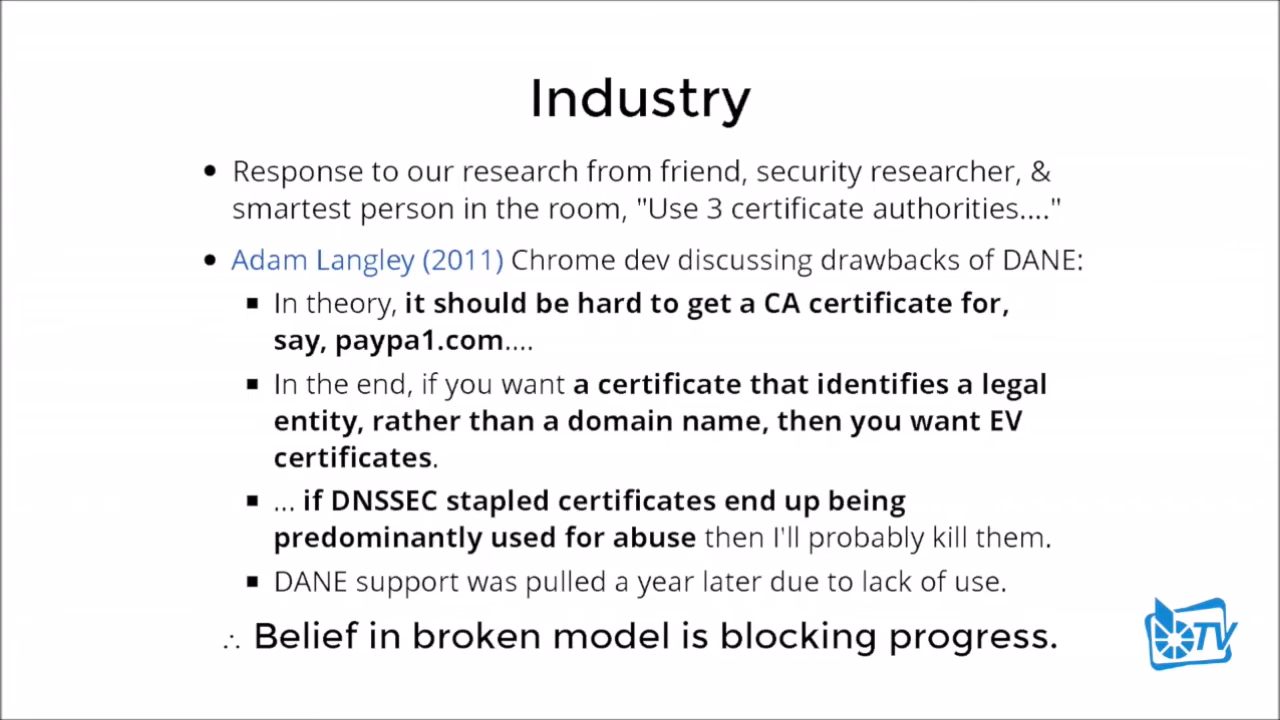 Industry
• Response to our research from friend, security researcher, &
smartest person in the room, "Use 3 certificate authorities...."
• Adam Langley (2011) Chrome dev discussing drawbacks of DANE:
▪ In theory, it should be hard to get a CA certificate for,
say, paypa1.com....
▪ In the end, if you want a certificate that identifies a legal
entity, rather than a domain name, then you want EV
certificates.
▪ ... if DNSSEC stapled certificates end up being
predominantly used for abuse then I'll probably kill them.
▪ DANE support was pulled a year later due to lack of use.
∴ Belief in broken model is blocking progress.
TV